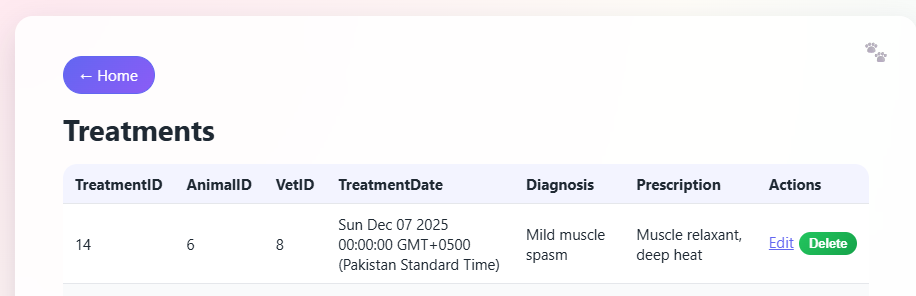 ← Home
Treatments
TreatmentID AnimalID VetID TreatmentDate Diagnosis Prescription Actions
14 6 8 Sun Dec 07 2025 00:00:00 GMT+0500 (Pakistan Standard Time) Mild muscle spasm Muscle relaxant, deep heat Edit Delete